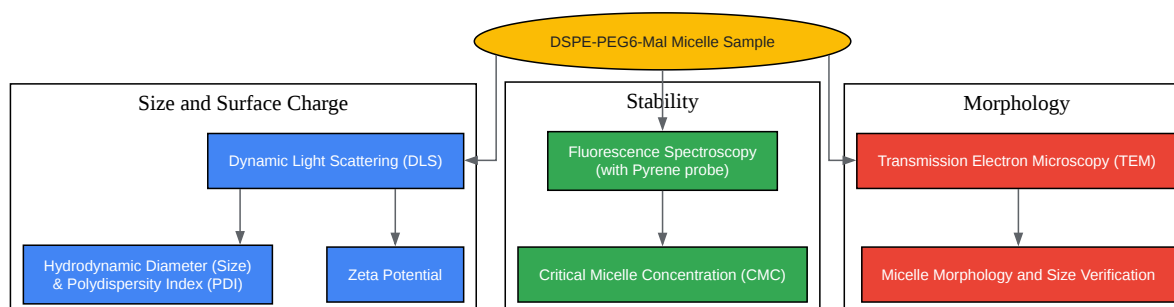 DSPE-PEG6-Mal Micelle Sample
Size and Surface Charge
Stability
Morphology
Dynamic Light Scattering (DLS)
Fluorescence Spectroscopy
(with Pyrene probe)
Transmission Electron Microscopy (TEM)
Hydrodynamic Diameter (Size)
& Polydispersity Index (PDI)
Zeta Potential
Critical Micelle Concentration (CMC)
Micelle Morphology and Size Verification